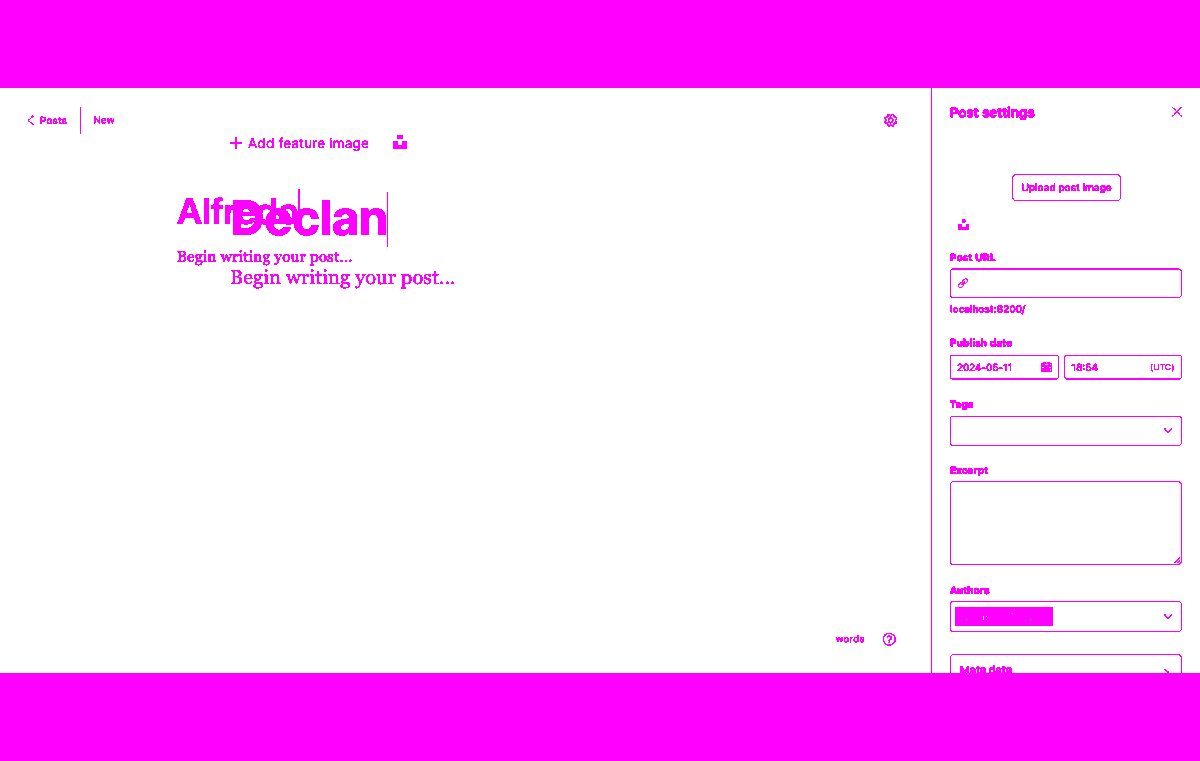 Posts
New
Add feature image
Alfredo
Declan
Begin writing your post...
Begin writing your post...
words
Post settings
Upload post image
Post URL
localhost:6200/
Publish date
2024-06-11
18:54
(UTC)
Tags
Excerpt
Authors
Meta data